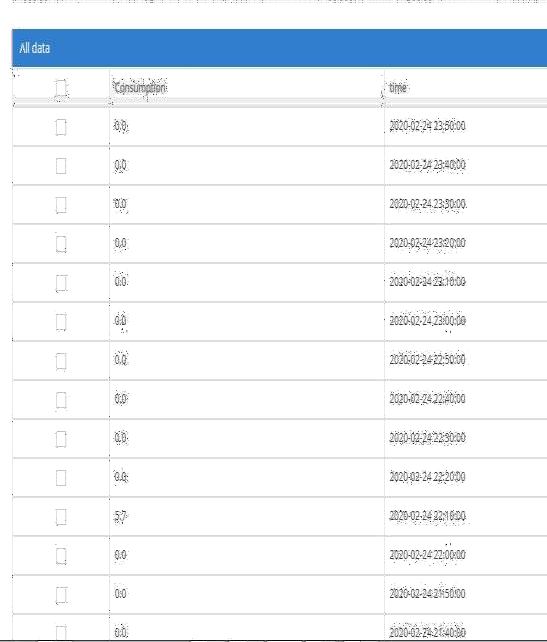 All data
Consumption time
0.0 2020-02-24 23:50:00
0.0 2020-02-24 23:40:00
0.0 2020-02-24 23:30:00
0.0 2020-02-24 23:20:00
0.0 2020-02-24 23:10:00
0.0 2020-02-24 23:00:00
0.0 2020-02-24 22:50:00
0.0 2020-02-24 22:40:00
0.0 2020-02-24 22:30:00
0.0 2020-02-24 22:20:00
5.7 2020-02-24 22:10:00
0.0 2020-02-24 22:00:00
0.0 2020-02-24 21:50:00
0.0 2020-02-24 21:40:00